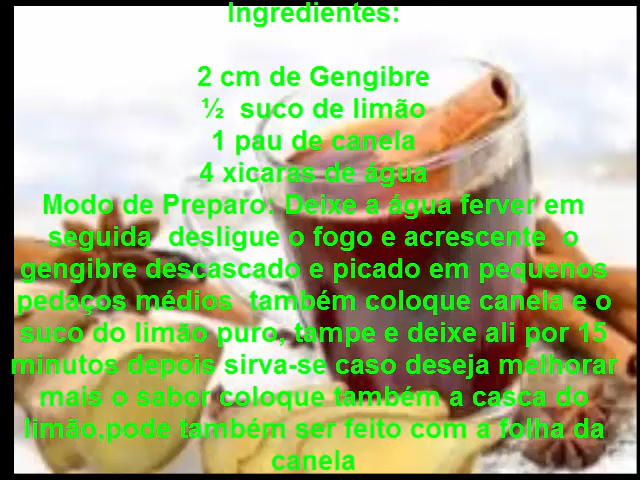 Ingredientes:
2 cm de Gengibre
½ suco de limão
1 pau de canela
4 xicaras de água
Modo de Preparo: Deixe a água ferver em
seguida desligue o fogo e acrescente o
gengibre descascado e picado em pequenos
pedaços médios também coloque canela e o
suco do limão puro, tampe e deixe ali por 15
minutos depois sirva-se caso deseja melhorar
mais o sabor coloque também a casca do
limão,pode também ser feito com a folha da
canela